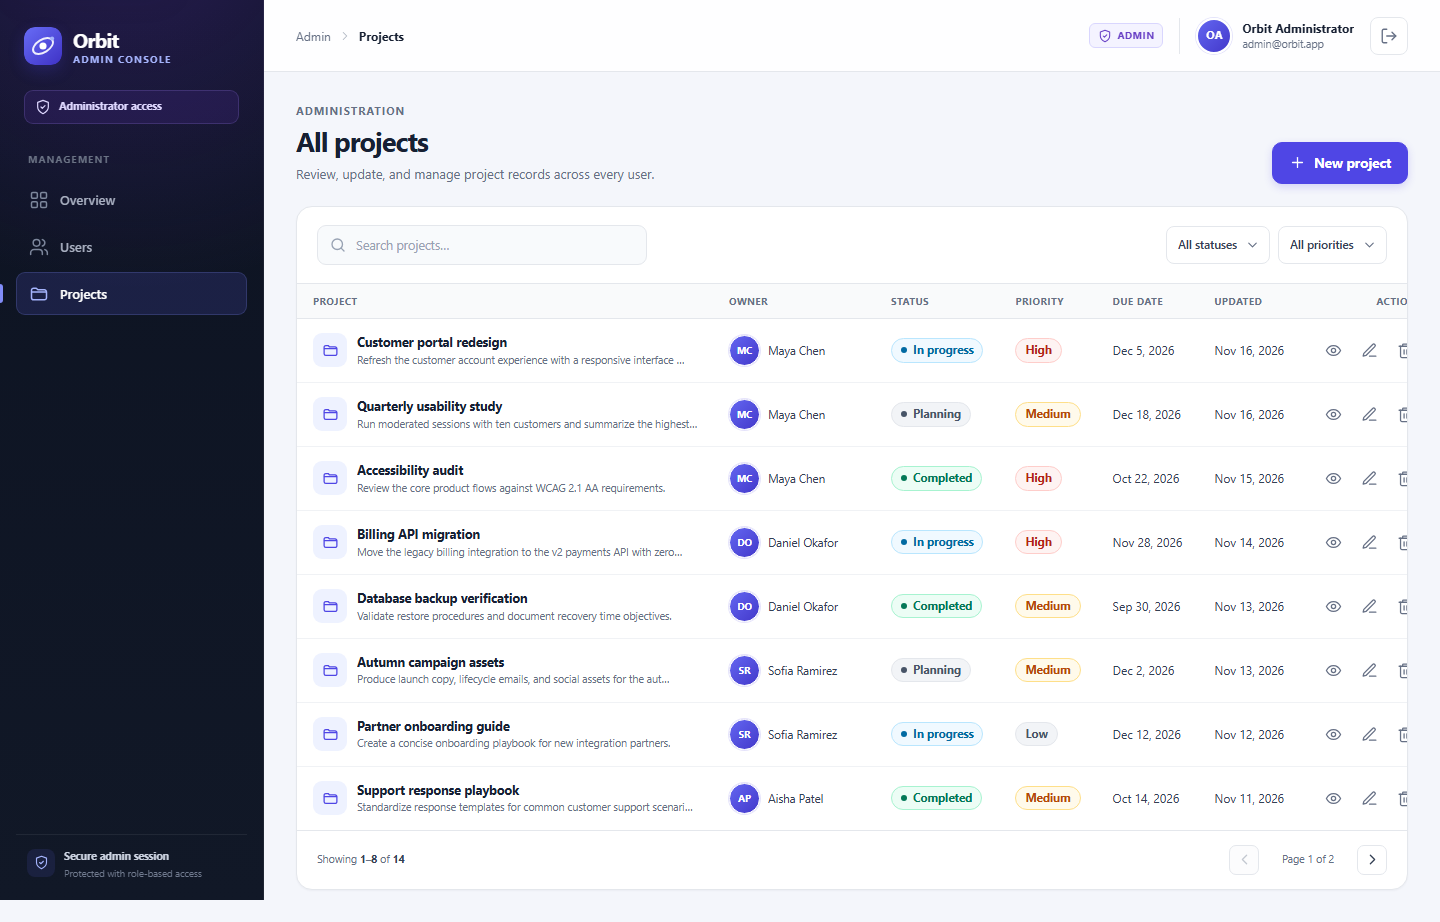 Orbit
ADMIN CONSOLE
Administrator access
MANAGEMENT
Overview
Users
Projects
Secure admin session
Protected with role-based access
Admin
Projects
ADMIN
OA
Orbit Administrator
admin@orbit.app
ADMINISTRATION
All projects
Review, update, and manage project records across every user.
New project
Search projects...
All statuses
All priorities
PROJECT OWNER STATUS PRIORITY DUE DATE UPDATED ACTIO
Customer portal redesign
Refresh the customer account experience with a responsive interface ...
MC Maya Chen In progress High Dec 5, 2026 Nov 16, 2026
Quarterly usability study
Run moderated sessions with ten customers and summarize the highest...
MC Maya Chen Planning Medium Dec 18, 2026 Nov 16, 2026
Accessibility audit
Review the core product flows against WCAG 2.1 AA requirements.
MC Maya Chen Completed High Oct 22, 2026 Nov 15, 2026
Billing API migration
Move the legacy billing integration to the v2 payments API with zero...
DO Daniel Okafor In progress High Nov 28, 2026 Nov 14, 2026
Database backup verification
Validate restore procedures and document recovery time objectives.
DO Daniel Okafor Completed Medium Sep 30, 2026 Nov 13, 2026
Autumn campaign assets
Produce launch copy, lifecycle emails, and social assets for the aut...
SR Sofia Ramirez Planning Medium Dec 2, 2026 Nov 13, 2026
Partner onboarding guide
Create a concise onboarding playbook for new integration partners.
SR Sofia Ramirez In progress Low Dec 12, 2026 Nov 12, 2026
Support response playbook
Standardize response templates for common customer support scenari...
AP Aisha Patel Completed Medium Oct 14, 2026 Nov 11, 2026
Showing 1–8 of 14
Page 1 of 2